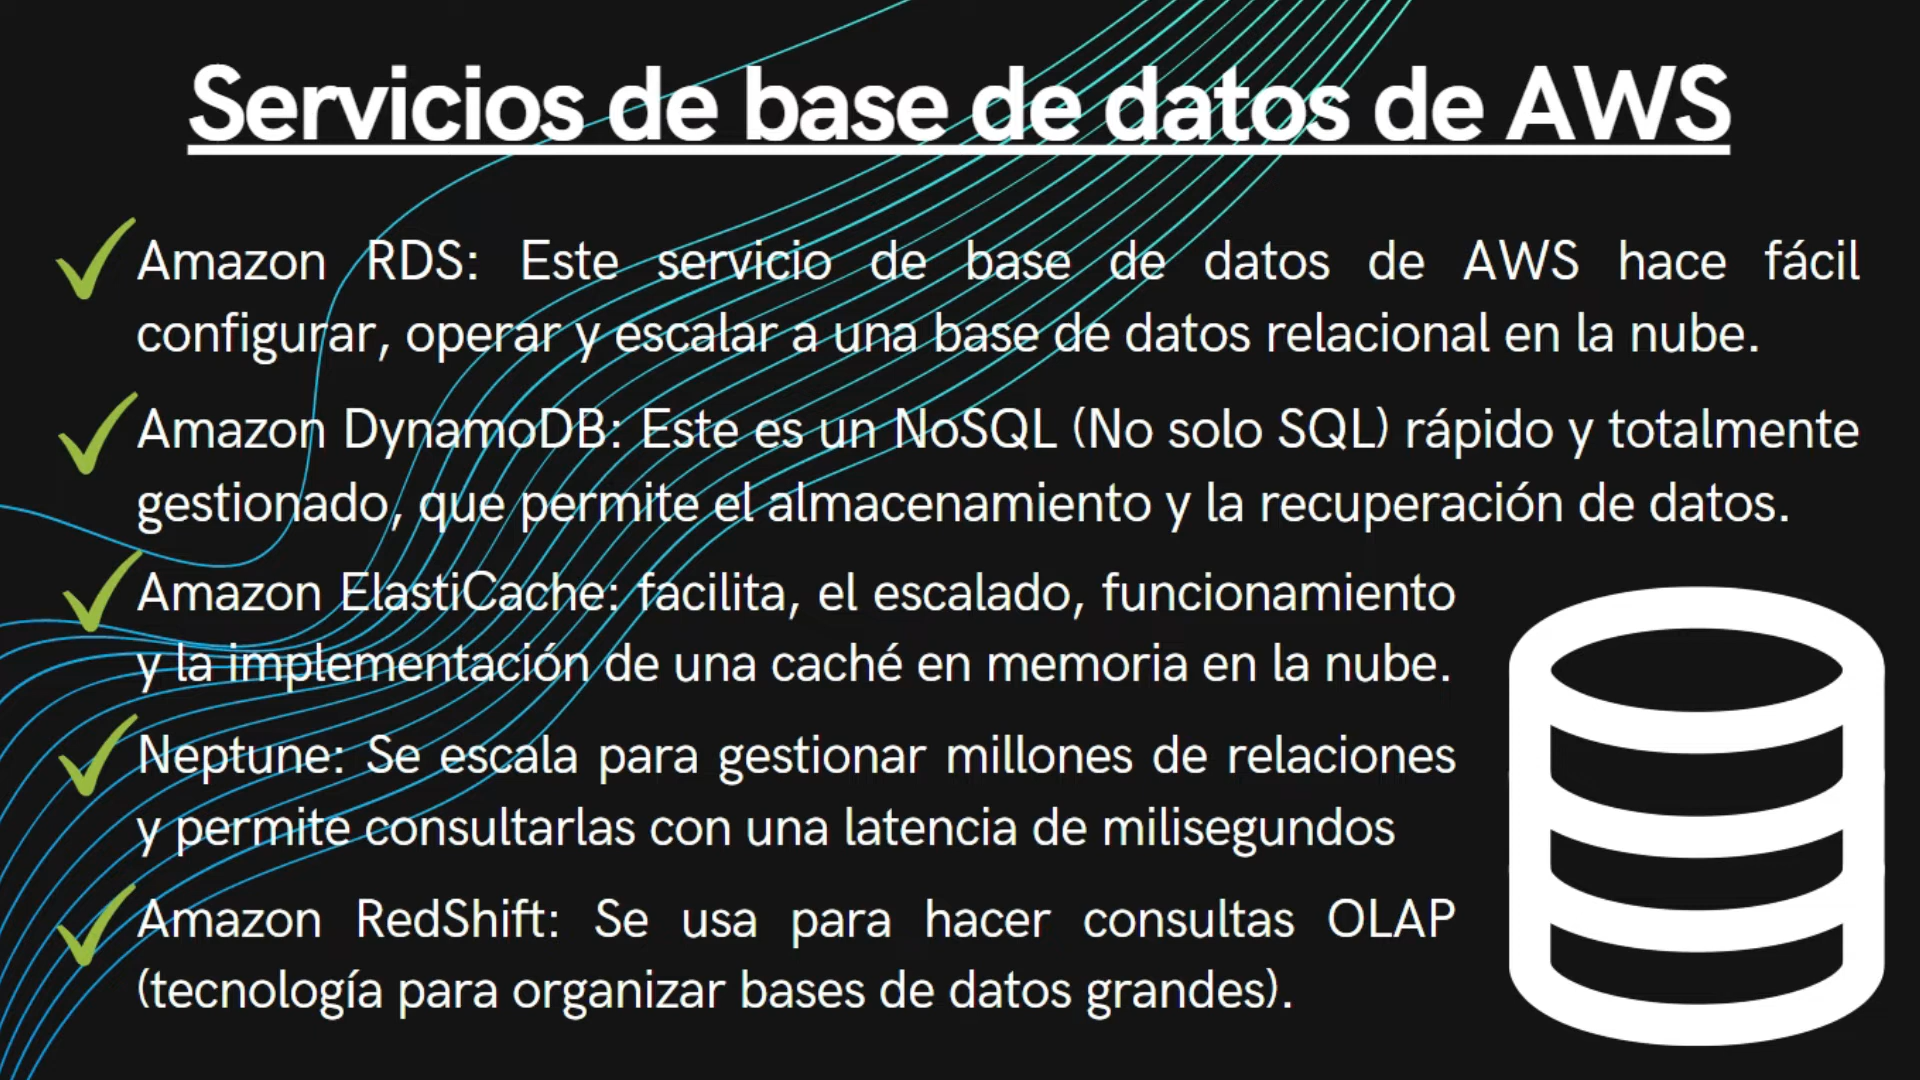 Servicios de base de datos de AWS
Amazon RDS: Este servicio de base de datos de AWS hace fácil
configurar, operar y escalar a una base de datos relacional en la nube.
Amazon DynamoDB: Este es un NoSQL (No solo SQL) rápido y totalmente
gestionado, que permite el almacenamiento y la recuperación de datos.
Amazon ElastiCache: facilita, el escalado, funcionamiento
y la implementación de una caché en memoria en la nube.
Neptune: Se escala para gestionar millones de relaciones
y permite consultarlas con una latencia de milisegundos
Amazon RedShift: Se usa para hacer consultas OLAP
(tecnología para organizar bases de datos grandes).